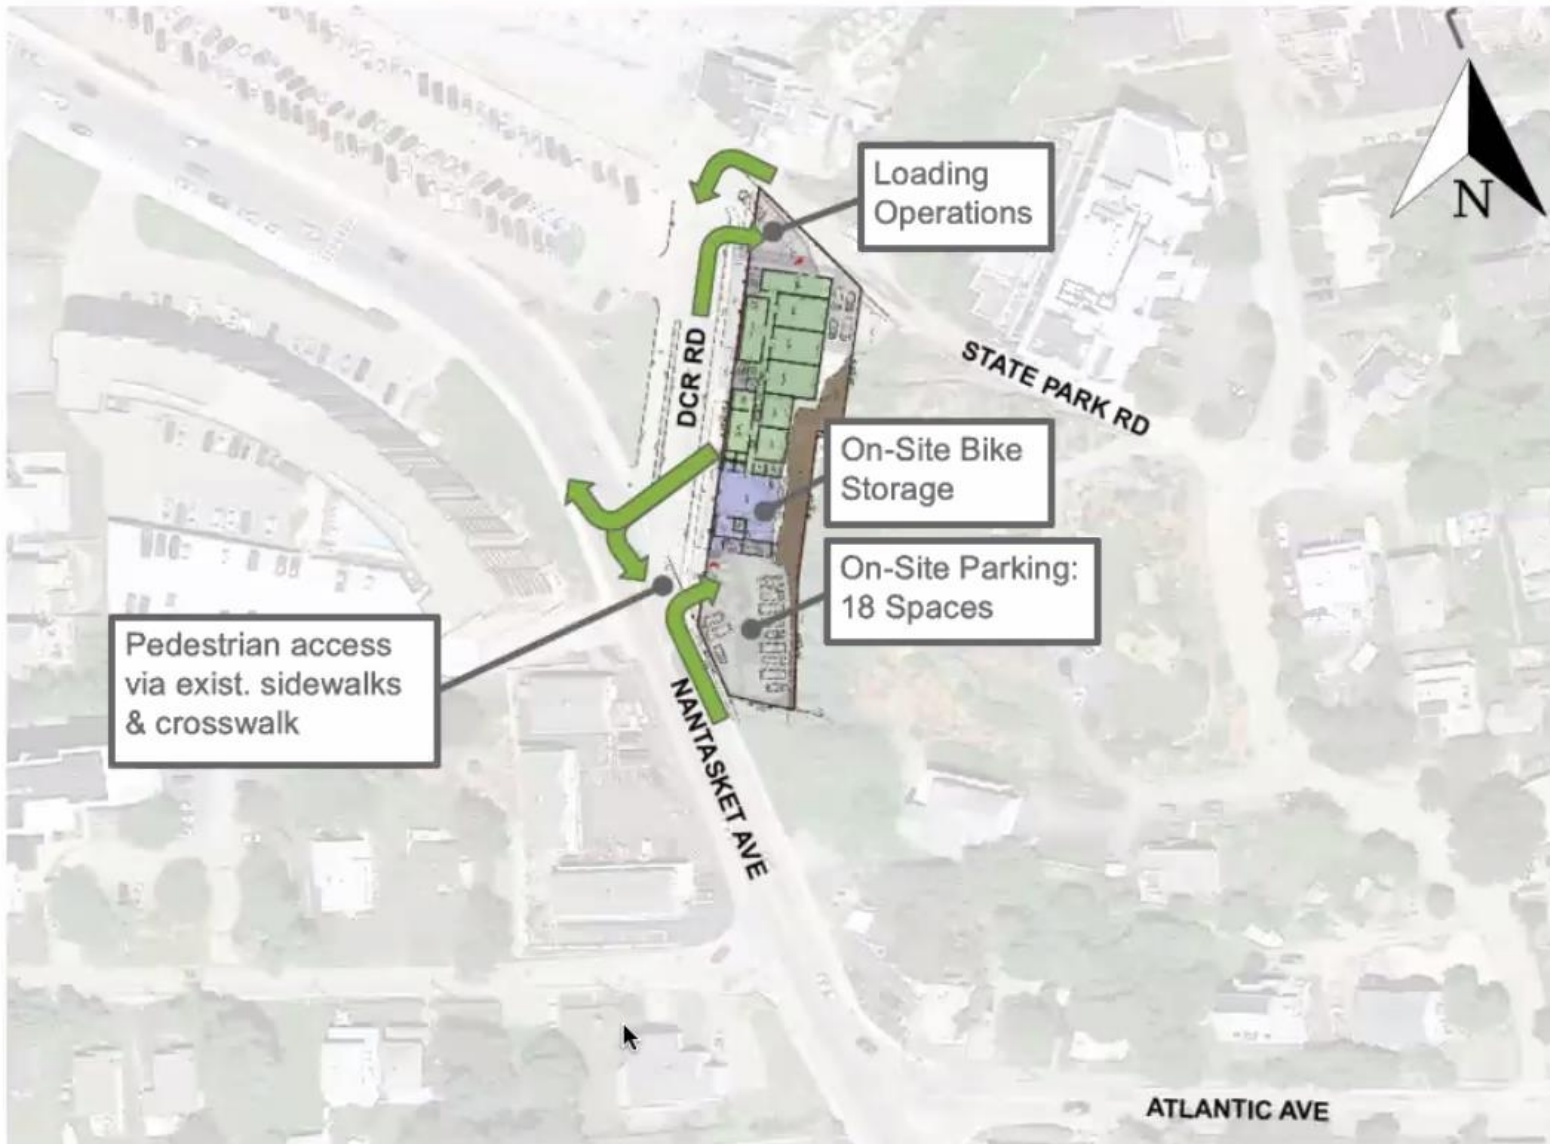 Loading
Operations
N
DCR RD
STATE PARK RD
On-Site Bike
Storage
On-Site Parking:
18 Spaces
Pedestrian access
via exist. sidewalks
& crosswalk
NANTASKET AVE
ATLANTIC AVE